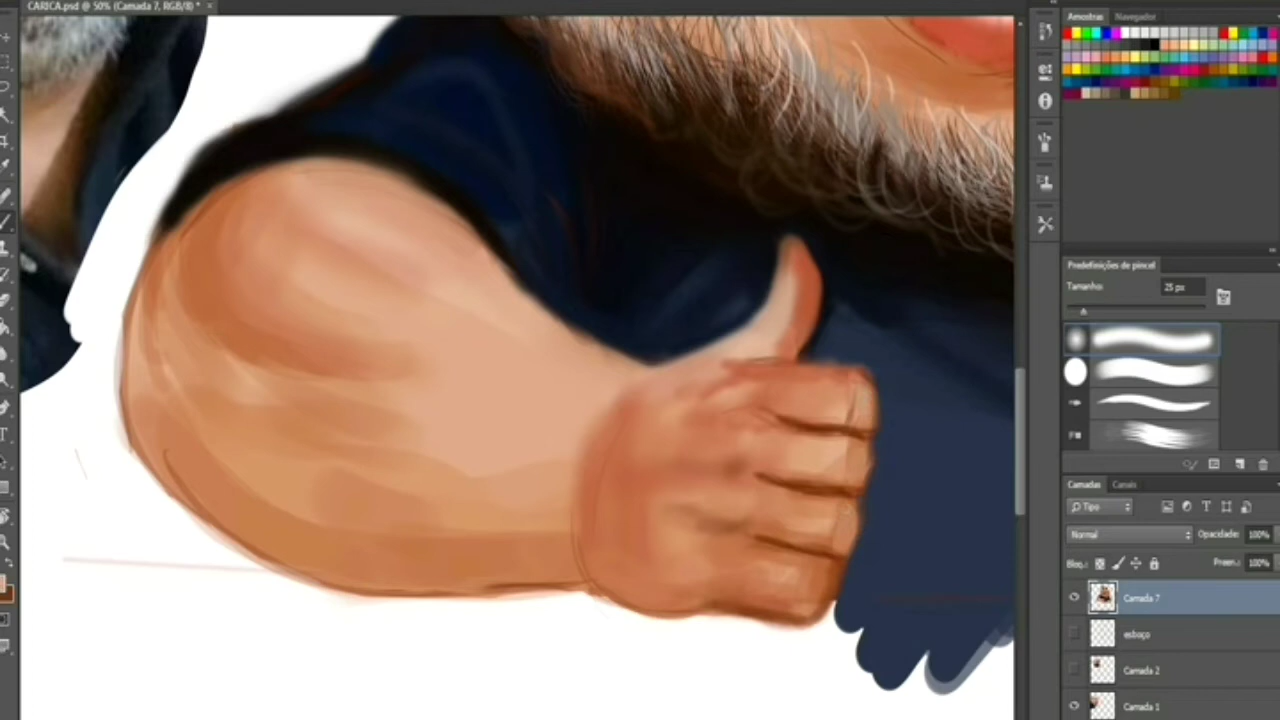 CARICA.psd @ 50% (Camada 7, RGB/8) *
Amostras Navegador
Predefinições de pincel
Tamanho: 25 px
Camadas Canais
Tipo
Normal Opacidade: 100%
Bloq.: Preen.: 100%
Camada 7
esboço
Camada 2
Camada 1